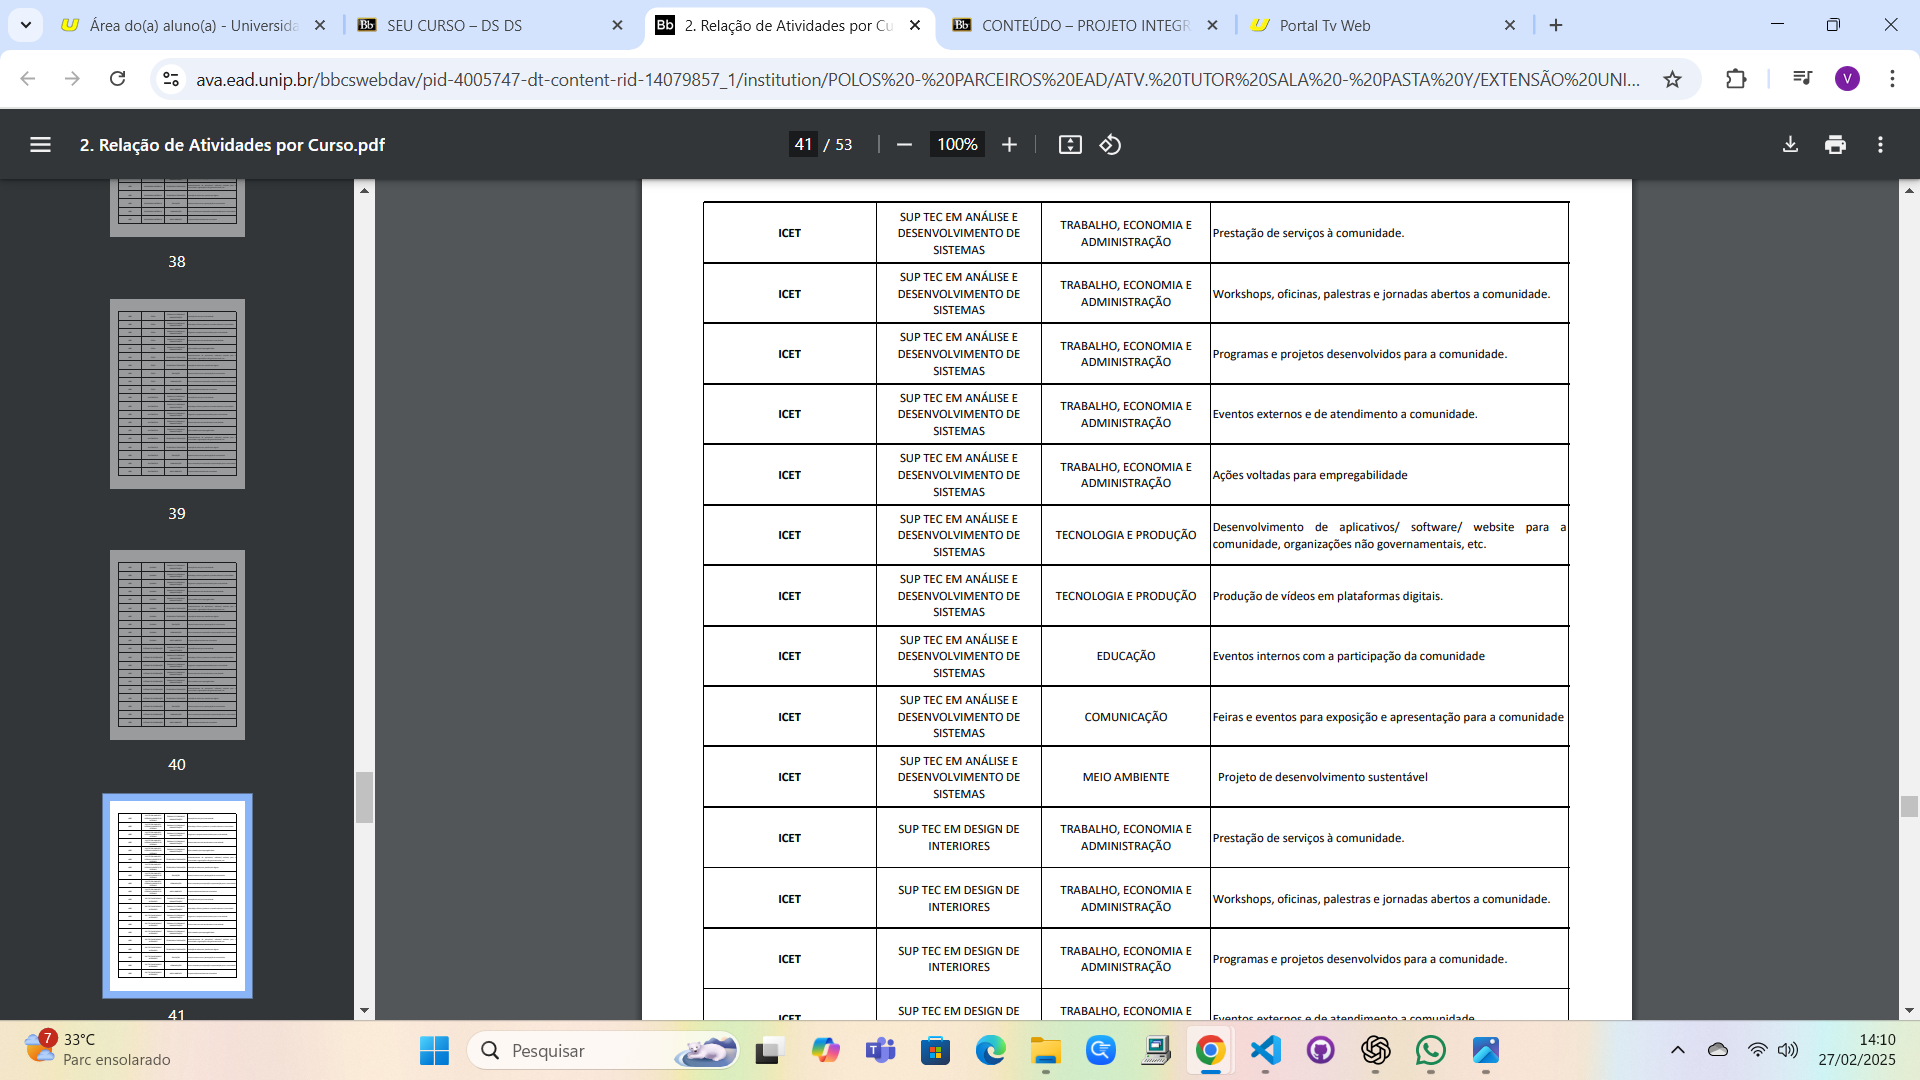 Área do(a) aluno(a) - Universida
SEU CURSO – DS DS
2. Relação de Atividades por Cu
CONTEÚDO – PROJETO INTEGR
Portal Tv Web
ava.ead.unip.br/bbcswebdav/pid-4005747-dt-content-rid-14079857_1/institution/POLOS%20-%20PARCEIROS%20EAD/ATV.%20TUTOR%20SALA%20-%20PASTA%20Y/EXTENSÃO%20UNI...
V
2. Relação de Atividades por Curso.pdf
41 / 53
100%
38
39
40
41
ICET
SUP TEC EM ANÁLISE E
DESENVOLVIMENTO DE
SISTEMAS
TRABALHO, ECONOMIA E
ADMINISTRAÇÃO
Prestação de serviços à comunidade.
ICET
SUP TEC EM ANÁLISE E
DESENVOLVIMENTO DE
SISTEMAS
TRABALHO, ECONOMIA E
ADMINISTRAÇÃO
Workshops, oficinas, palestras e jornadas abertos a comunidade.
ICET
SUP TEC EM ANÁLISE E
DESENVOLVIMENTO DE
SISTEMAS
TRABALHO, ECONOMIA E
ADMINISTRAÇÃO
Programas e projetos desenvolvidos para a comunidade.
ICET
SUP TEC EM ANÁLISE E
DESENVOLVIMENTO DE
SISTEMAS
TRABALHO, ECONOMIA E
ADMINISTRAÇÃO
Eventos externos e de atendimento a comunidade.
ICET
SUP TEC EM ANÁLISE E
DESENVOLVIMENTO DE
SISTEMAS
TRABALHO, ECONOMIA E
ADMINISTRAÇÃO
Ações voltadas para empregabilidade
ICET
SUP TEC EM ANÁLISE E
DESENVOLVIMENTO DE
SISTEMAS
TECNOLOGIA E PRODUÇÃO
Desenvolvimento de aplicativos/ software/ website para a
comunidade, organizações não governamentais, etc.
ICET
SUP TEC EM ANÁLISE E
DESENVOLVIMENTO DE
SISTEMAS
TECNOLOGIA E PRODUÇÃO
Produção de vídeos em plataformas digitais.
ICET
SUP TEC EM ANÁLISE E
DESENVOLVIMENTO DE
SISTEMAS
EDUCAÇÃO
Eventos internos com a participação da comunidade
ICET
SUP TEC EM ANÁLISE E
DESENVOLVIMENTO DE
SISTEMAS
COMUNICAÇÃO
Feiras e eventos para exposição e apresentação para a comunidade
ICET
SUP TEC EM ANÁLISE E
DESENVOLVIMENTO DE
SISTEMAS
MEIO AMBIENTE
Projeto de desenvolvimento sustentável
ICET
SUP TEC EM DESIGN DE
INTERIORES
TRABALHO, ECONOMIA E
ADMINISTRAÇÃO
Prestação de serviços à comunidade.
ICET
SUP TEC EM DESIGN DE
INTERIORES
TRABALHO, ECONOMIA E
ADMINISTRAÇÃO
Workshops, oficinas, palestras e jornadas abertos a comunidade.
ICET
SUP TEC EM DESIGN DE
INTERIORES
TRABALHO, ECONOMIA E
ADMINISTRAÇÃO
Programas e projetos desenvolvidos para a comunidade.
ICET
SUP TEC EM DESIGN DE
TRABALHO, ECONOMIA E
Eventos externos e de atendimento a comunidade
7
33°C
Parc ensolarado
Pesquisar
14:10
27/02/2025